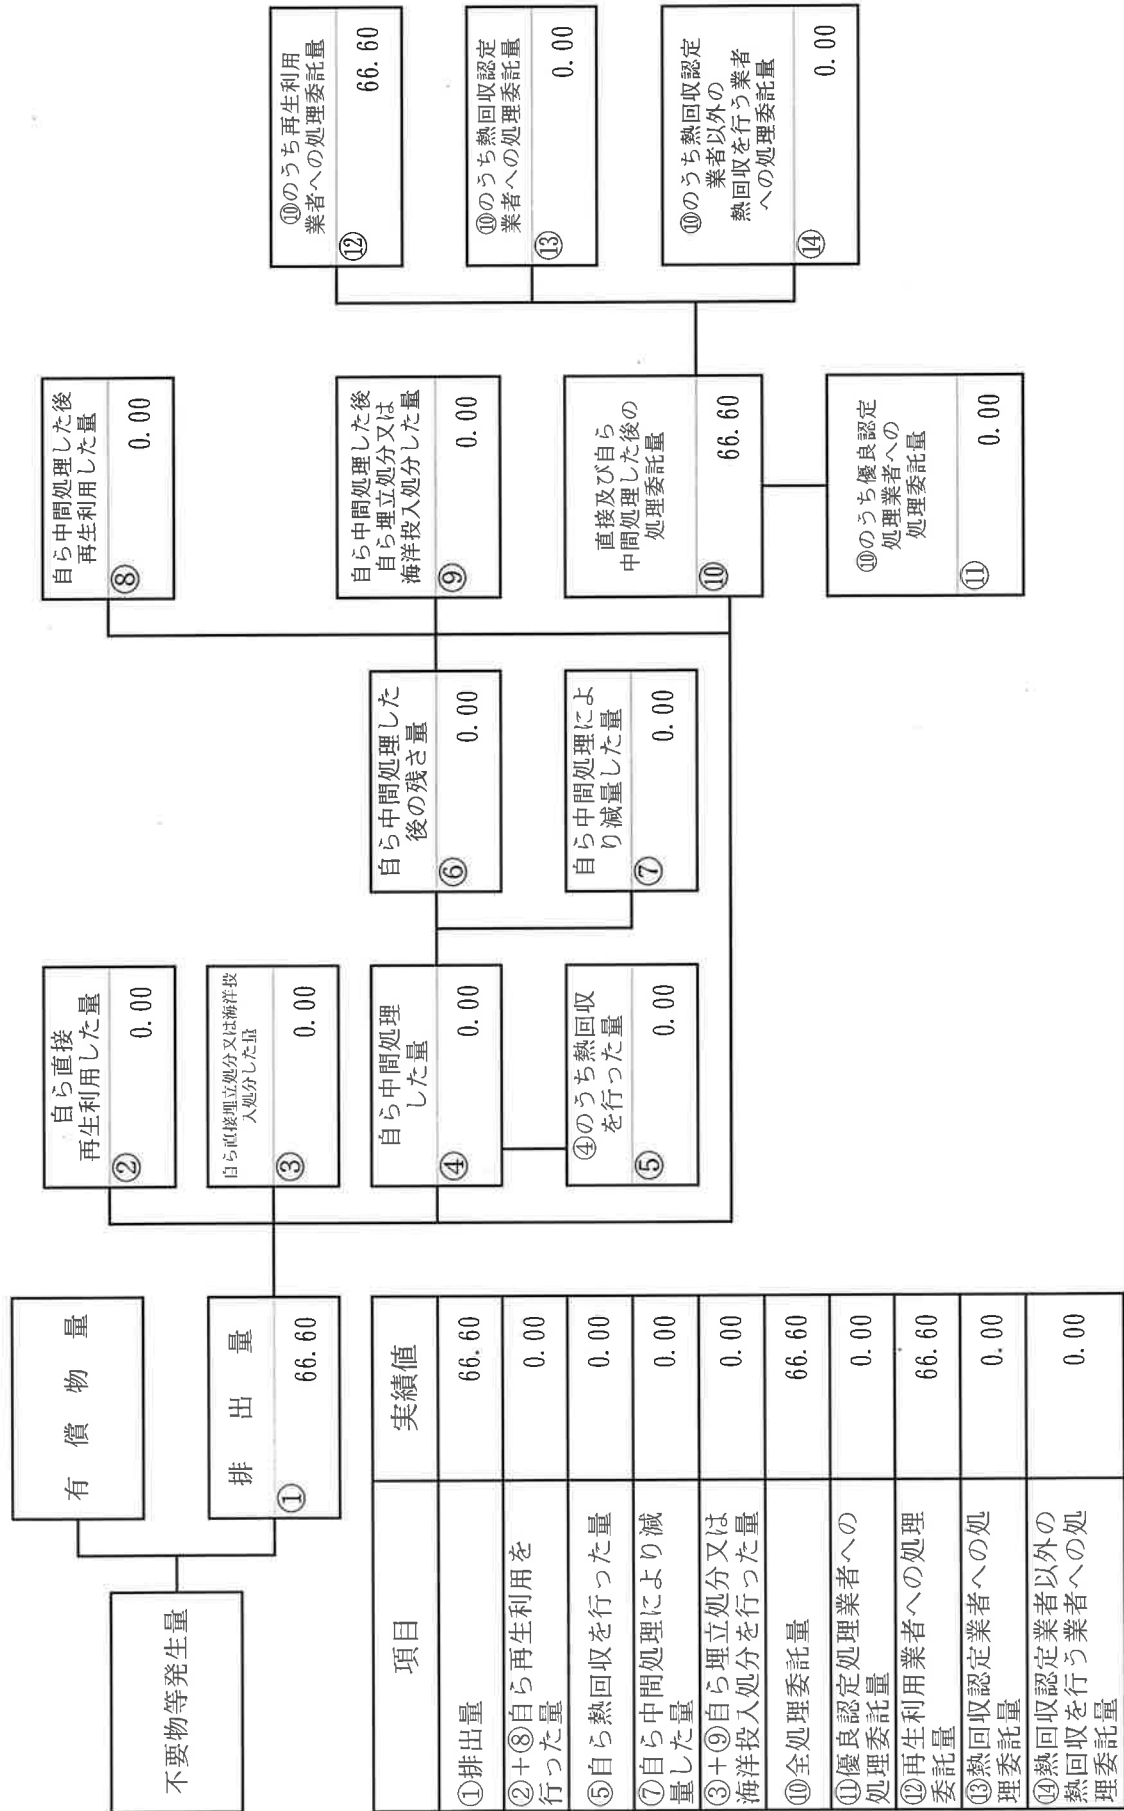 不要物等発生量
有償物量
排出量
①
66.60
自ら直接
再生利用した量
②
0.00
自ら直接埋立処分又は海洋投
入処分した量
③
0.00
自ら中間処理
した量
④
0.00
④のうち熱回収
を行った量
⑤
0.00
自ら中間処理した
後の残さ量
⑥
0.00
自ら中間処理によ
り減量した量
⑦
0.00
自ら中間処理した後
再生利用した量
⑧
0.00
自ら中間処理した後
自ら埋立処分又は
海洋投入処分した量
⑨
0.00
直接及び自ら
中間処理した後の
処理委託量
⑩
66.60
⑩のうち優良認定
処理業者への
処理委託量
⑪
0.00
⑩のうち再生利用
業者への処理委託量
⑫
66.60
⑩のうち熱回収認定
業者への処理委託量
⑬
0.00
⑩のうち熱回収認定
業者以外の
熱回収を行う業者
への処理委託量
⑭
0.00
項目 実績値
①排出量 66.60
②+⑧自ら再生利用を
行った量 0.00
⑤自ら熱回収を行った量 0.00
⑦自ら中間処理により減
量した量 0.00
③+⑨自ら埋立処分又は
海洋投入処分を行った量 0.00
⑩全処理委託量 66.60
⑪優良認定処理業者への
処理委託量 0.00
⑫再生利用業者への処理
委託量 66.60
⑬熱回収認定業者への処
理委託量 0.00
⑭熱回収認定業者以外の
熱回収を行う業者への処
理委託量 0.00